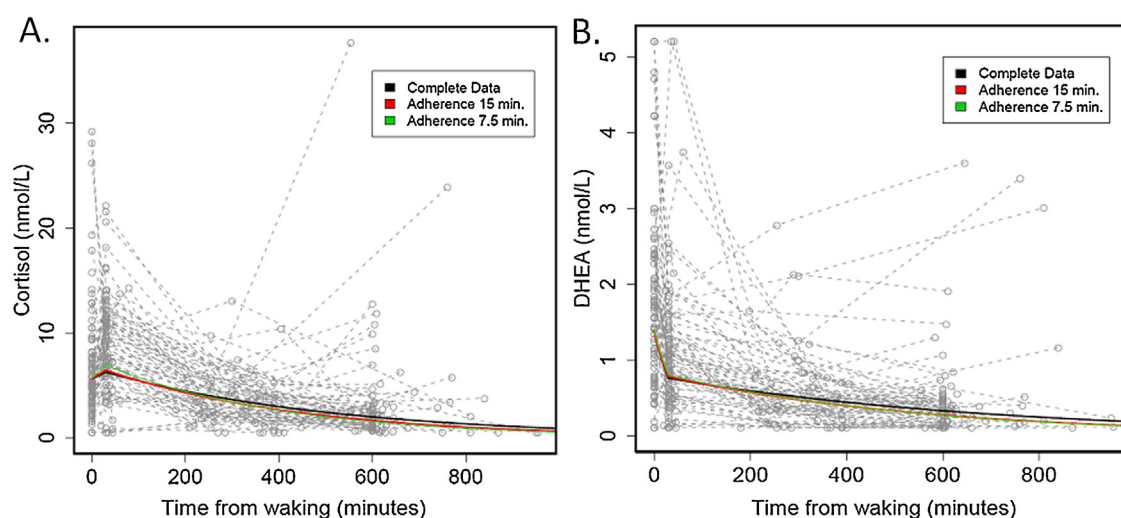 A.
Complete Data
Adherence 15 min.
Adherence 7.5 min.
Cortisol (nmol/L)
30
20
10
0
0 200 400 600 800
Time from waking (minutes)
B.
Complete Data
Adherence 15 min.
Adherence 7.5 min.
DHEA (nmol/L)
5
4
3
2
1
0
0 200 400 600 800
Time from waking (minutes)